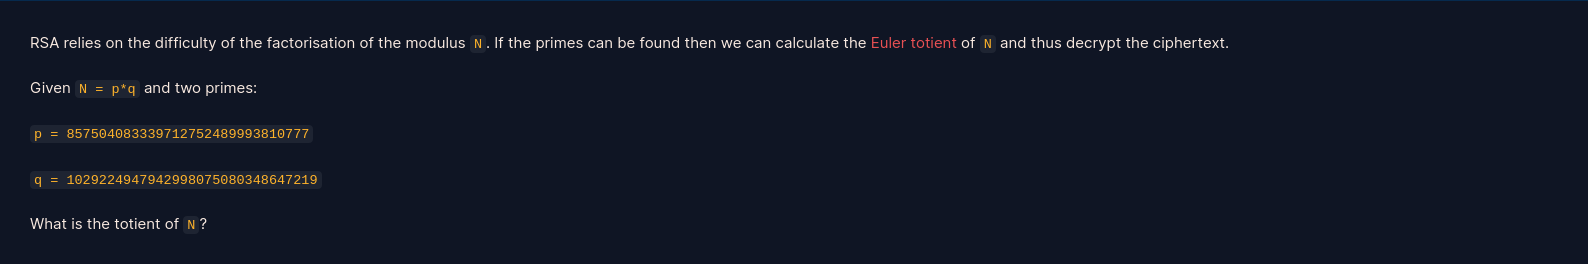 RSA relies on the difficulty of the factorisation of the modulus N. If the primes can be found then we can calculate the Euler totient of N and thus decrypt the ciphertext.
Given N = p*q and two primes:
p = 857504083339712752489993810777
q = 1029224947942998075080348647219
What is the totient of N?